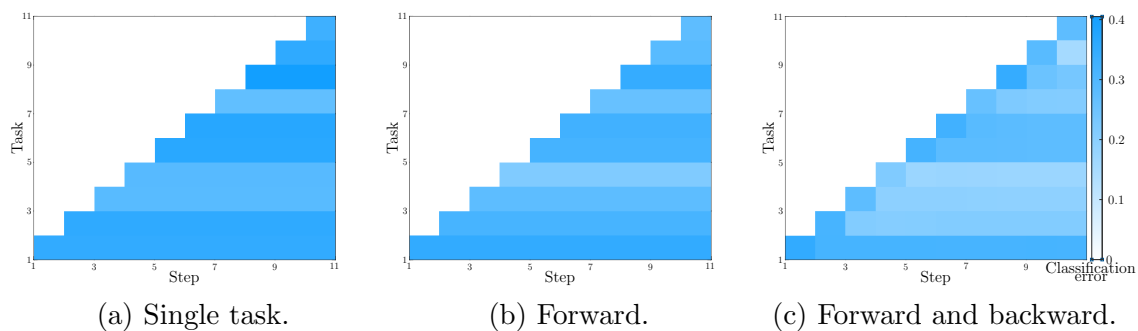 11
9
7
5
3
1
Task
1 3 5 7 9 11
Step
(a) Single task.
11
9
7
5
3
1
Task
1 3 5 7 9 11
Step
(b) Forward.
11
9
7
5
3
1
Task
1 3 5 7 9
Step
(c) Forward and backward.
0.4
0.3
0.2
0.1
0
Classification
error